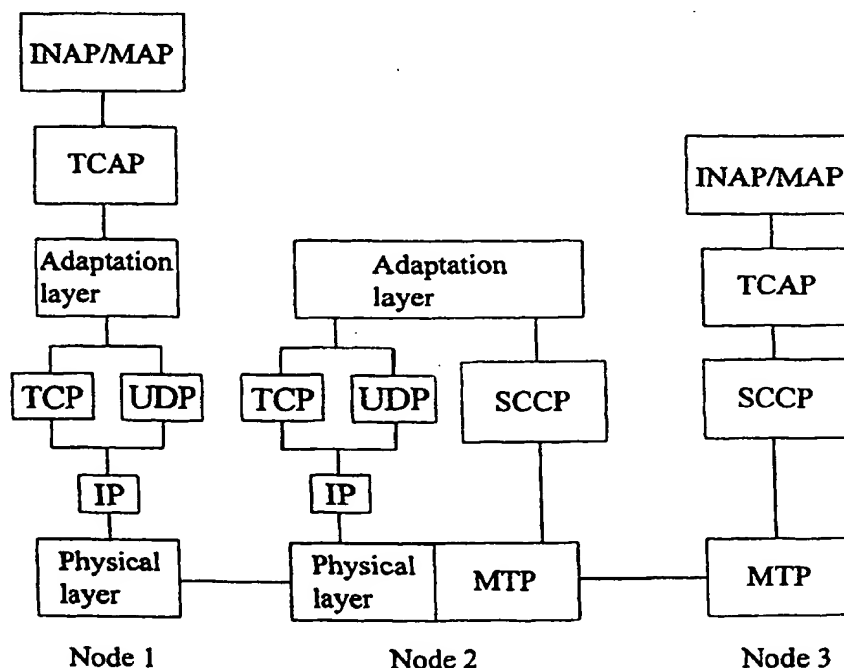 INAP/MAP
TCAP
Adaptation
layer
TCP
UDP
IP
Physical
layer
Node 1
Adaptation
layer
TCP
UDP
SCCP
IP
Physical
layer
MTP
Node 2
INAP/MAP
TCAP
SCCP
MTP
Node 3